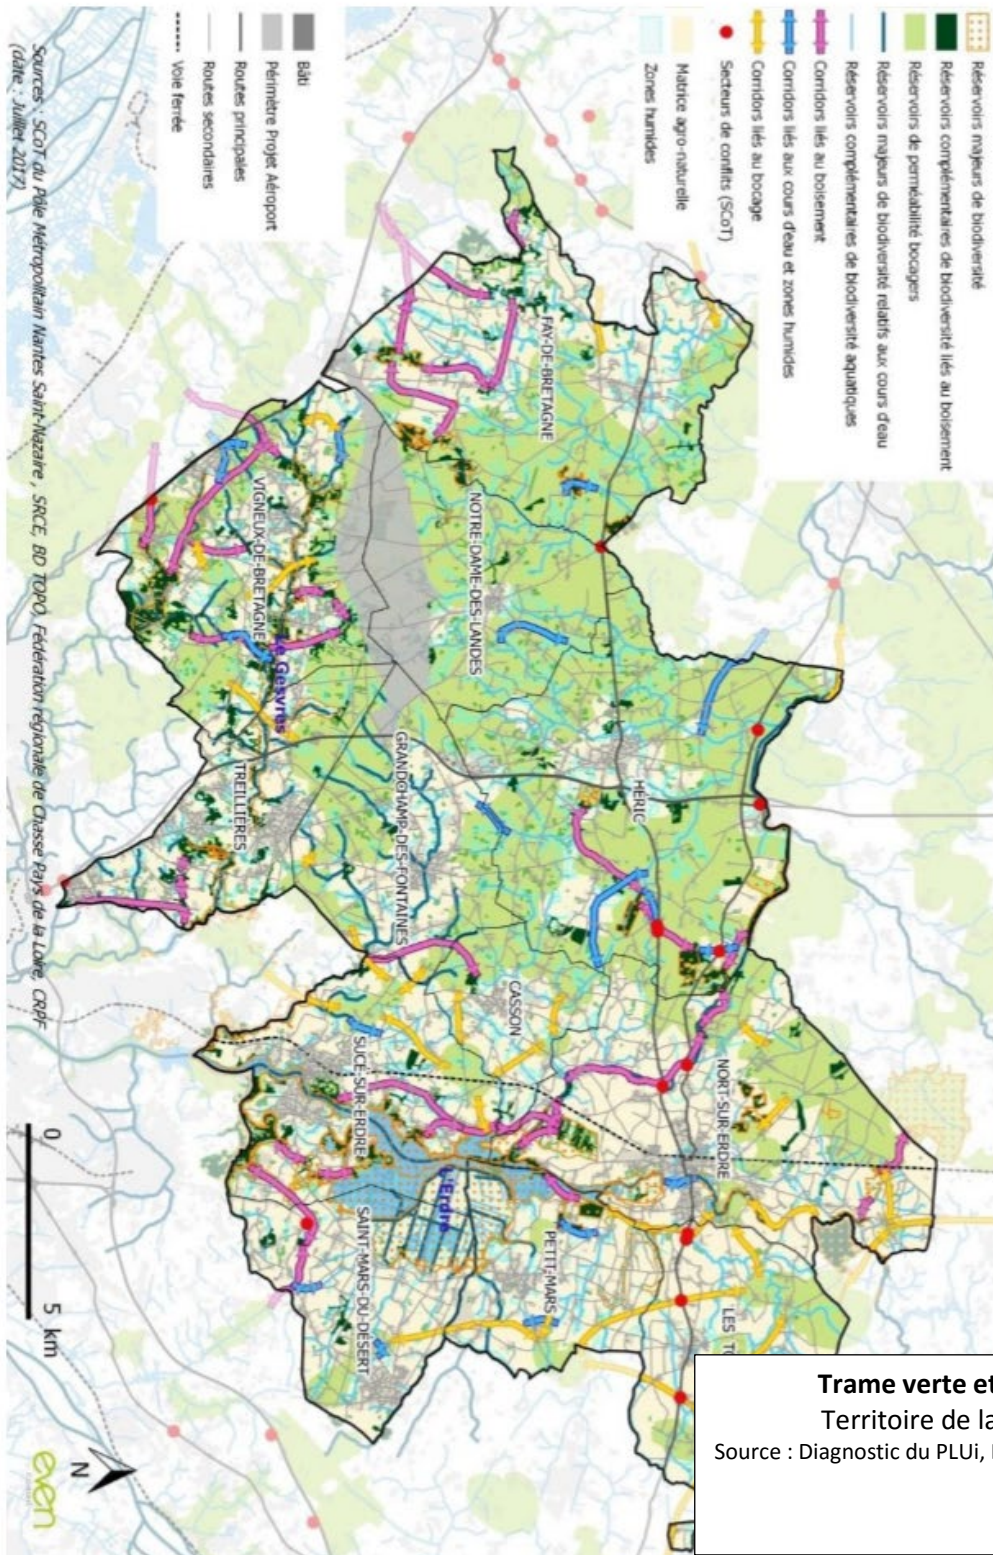 Réservoirs majeurs de biodiversité
Réservoirs complémentaires de biodiversité liés au boisement
Réservoirs de perméabilité bocagers
Réservoirs majeurs de biodiversité relatifs aux cours d'eau
Réservoirs complémentaires de biodiversité aquatiques
Corridors liés au boisement
Corridors liés aux cours d'eau et zones humides
Corridors liés au bocage
Secteurs de conflits (SCoT)
Matrice agro-naturelle
Zones humides
Bâti
Périmètre Projet Aéroport
Routes principales
Routes secondaires
Voie ferrée
FAY-DE-BRETAGNE
NOTRE-DAME-DES-LANDES
VIGNEUX-DE-BRETAGNE
le Gesvres
HÉRIC
GRANDCHAMP-DES-FONTAINES
TREILLIÈRES
CASSON
NORT-SUR-ERDRE
SUCÉ-SUR-ERDRE
L'Erdre
PETIT-MARS
SAINT-MARS-DU-DÉSERT
LES TO
Sources : SCoT du Pôle Métropolitain Nantes Saint-Nazaire , SRCE, BD TOPO, Fédération régionale de Chasse Pays de la Loire, CRPF
(date : Juillet 2017)
0 5 km
N
even
Trame verte et
Territoire de la
Source : Diagnostic du PLUi,